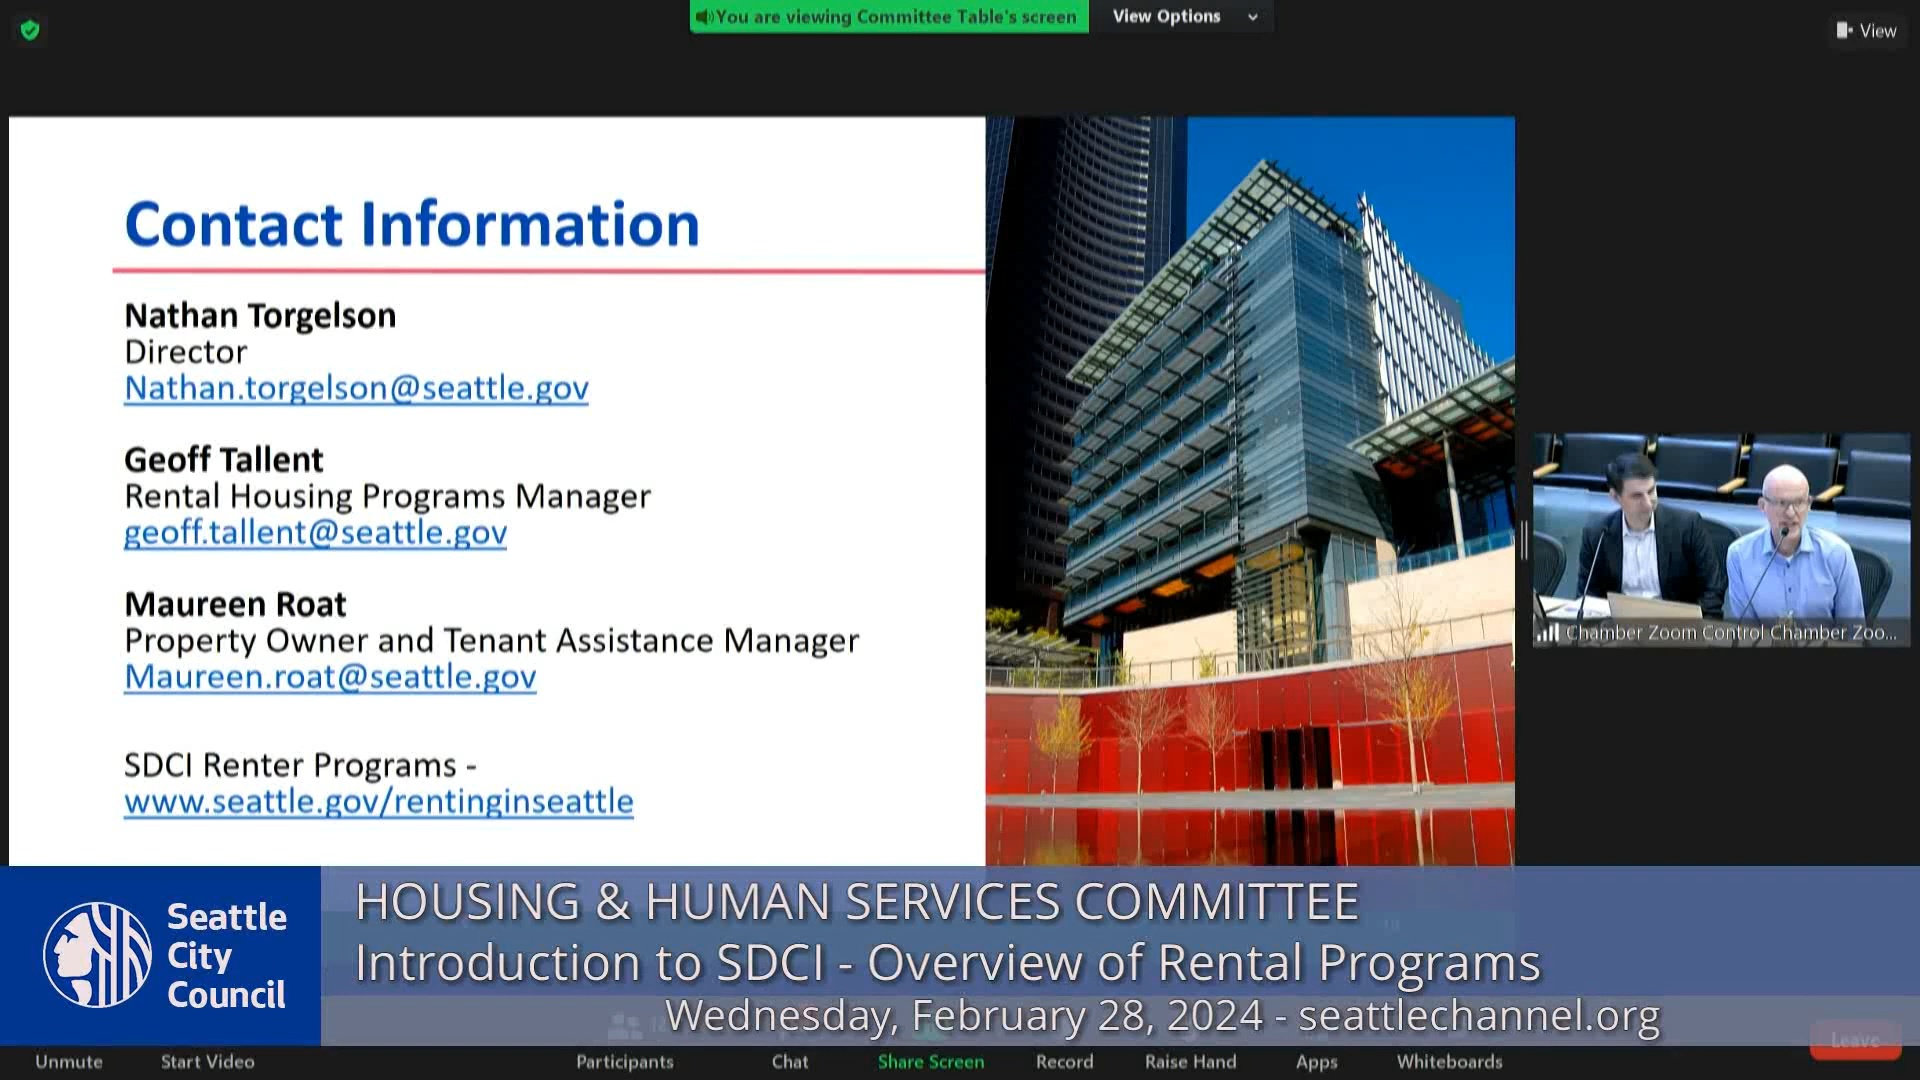 You are viewing Committee Table's screen
View Options
View
Contact Information
Nathan Torgelson
Director
Nathan.torgelson@seattle.gov
Geoff Tallent
Rental Housing Programs Manager
geoff.tallent@seattle.gov
Maureen Roat
Property Owner and Tenant Assistance Manager
Maureen.roat@seattle.gov
SDCI Renter Programs -
www.seattle.gov/rentinginseattle
Chamber Zoom Control Chamber Zoo...
Seattle
City
Council
HOUSING & HUMAN SERVICES COMMITTEE
Introduction to SDCI - Overview of Rental Programs
Wednesday, February 28, 2024 - seattlechannel.org
Leave
Unmute
Start Video
Participants
Chat
Share Screen
Record
Raise Hand
Apps
Whiteboards